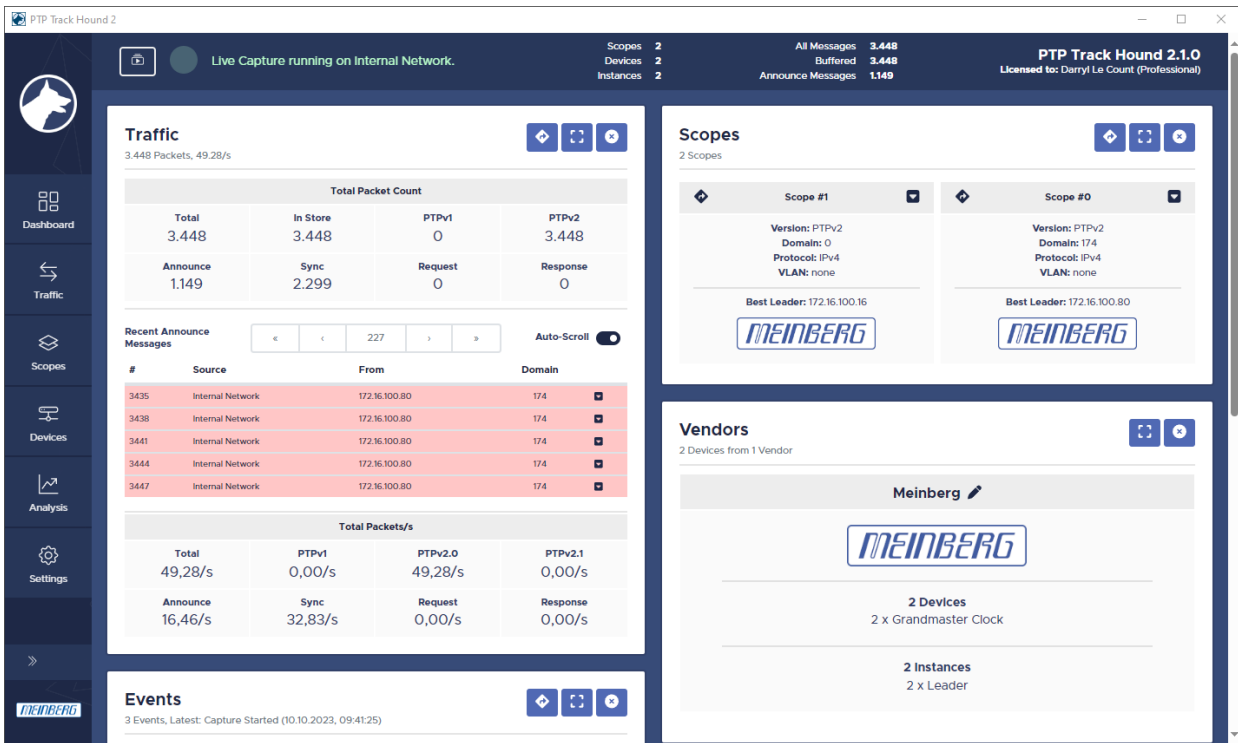 PTP Track Hound 2
Live Capture running on Internal Network.
Scopes 2
Devices 2
Instances 2
All Messages 3.448
Buffered 3.448
Announce Messages 1.149
PTP Track Hound 2.1.0
Licensed to: Darryl Le Count (Professional)
Dashboard
Traffic
Scopes
Devices
Analysis
Settings
MEINBERG
Traffic
3.448 Packets, 49.28/s
Total Packet Count
Total In Store PTPv1 PTPv2
3.448 3.448 0 3.448
Announce Sync Request Response
1.149 2.299 0 0
Recent Announce
Messages
« ‹ 227 › »
Auto-Scroll
# Source From Domain
3435 Internal Network 172.16.100.80 174
3438 Internal Network 172.16.100.80 174
3441 Internal Network 172.16.100.80 174
3444 Internal Network 172.16.100.80 174
3447 Internal Network 172.16.100.80 174
Total Packets/s
Total PTPv1 PTPv2.0 PTPv2.1
49,28/s 0,00/s 49,28/s 0,00/s
Announce Sync Request Response
16,46/s 32,83/s 0,00/s 0,00/s
Events
3 Events, Latest: Capture Started (10.10.2023, 09:41:25)
Scopes
2 Scopes
Scope #1
Version: PTPv2
Domain: 0
Protocol: IPv4
VLAN: none
Best Leader: 172.16.100.16
MEINBERG
Scope #0
Version: PTPv2
Domain: 174
Protocol: IPv4
VLAN: none
Best Leader: 172.16.100.80
MEINBERG
Vendors
2 Devices from 1 Vendor
Meinberg
MEINBERG
2 Devices
2 x Grandmaster Clock
2 Instances
2 x Leader